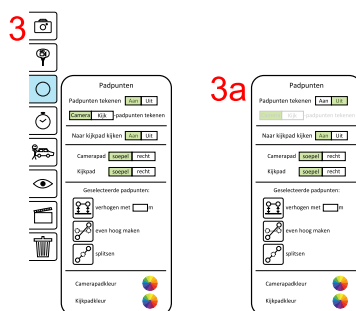 3
Padpunten
Padpunten tekenen Aan Uit
Camera Kijk -padpunten tekenen
Naar kijkpad kijken Aan Uit
Camerapad soepel recht
Kijkpad soepel recht
Geselecteerde padpunten:
verhogen met m
even hoog maken
splitsen
Camerapadkleur
Kijkpadkleur
3a
Padpunten
Padpunten tekenen Aan Uit
Kijk -padpunten tekenen
Naar kijkpad kijken Aan Uit
Camerapad soepel recht
Kijkpad soepel recht
Geselecteerde padpunten:
verhogen met m
even hoog maken
splitsen
Camerapadkleur
Kijkpadkleur